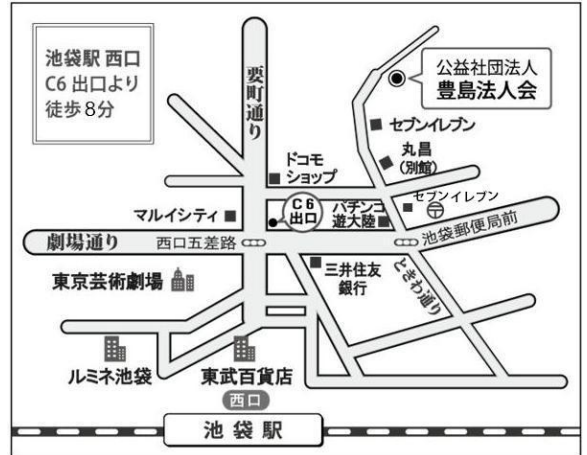 池袋駅 西口
C6 出口より
徒歩 8分
要町通り
公益社団法人
豊島法人会
セブンイレブン
丸昌
(別館)
ドコモ
ショップ
C6
出口
パチンコ
遊大陸
セブンイレブン
マルイシティ
劇場通り
西口五差路
池袋郵便局前
東京芸術劇場
三井住友
銀行
ときわ通り
ルミネ池袋
東武百貨店
西口
池袋駅